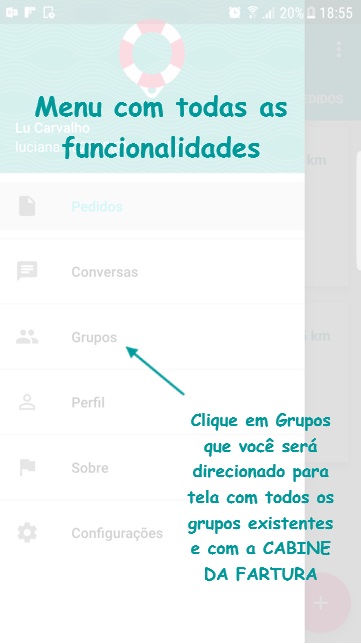 20% 18:55
Menu com todas as
Lu Carvalho
luciana
funcionalidades
PEDIDOS
km
Pedidos
Conversas
Grupos
km
Perfil
Sobre
Configurações
Clique em Grupos
que você será
direcionado para
tela com todos os
grupos existentes
e com a CABINE
DA FARTURA